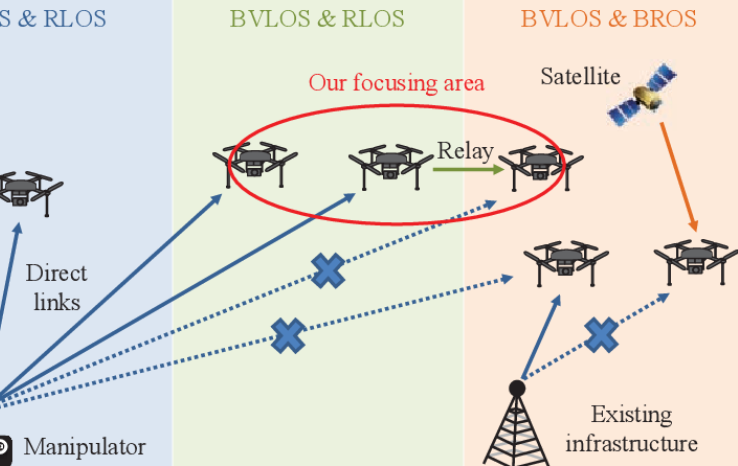 S & RLOS
BVLOS & RLOS
BVLOS & BROS
Our focusing area
Satellite
Relay
Direct
links
Existing
infrastructure
Manipulator